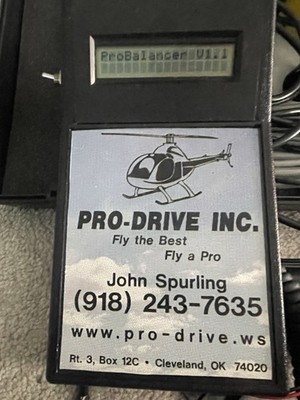 ProBalancer V1.1
PRO-DRIVE INC.
Fly the Best
Fly a Pro
John Spurling
(918) 243-7635
www.pro-drive.ws
Rt. 3, Box 12C • Cleveland, OK 74020